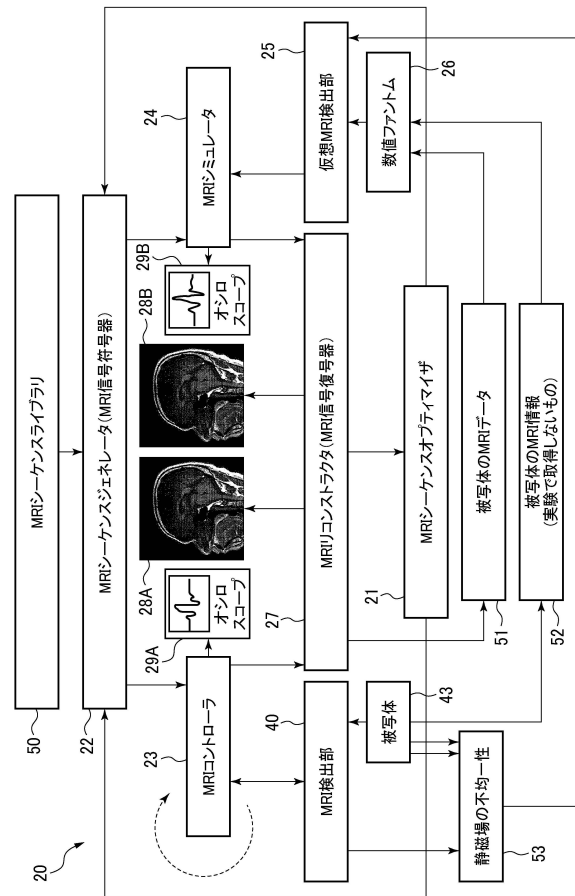 20
50
MRIシーケンスライブラリ
22
MRIシーケンスジェネレータ(MRI信号符号器)
23
MRIコントローラ
29A
オシロ
スコープ
28A
28B
29B
オシロ
スコープ
24
MRIシミュレータ
40
MRI検出部
27
MRIリコンストラクタ(MRI信号復号器)
25
仮想MRI検出部
43
被写体
21
MRIシーケンスオプティマイザ
26
数値ファントム
53
静磁場の不均一性
51
被写体のMRIデータ
52
被写体のMRI情報
(実験で取得しないもの)